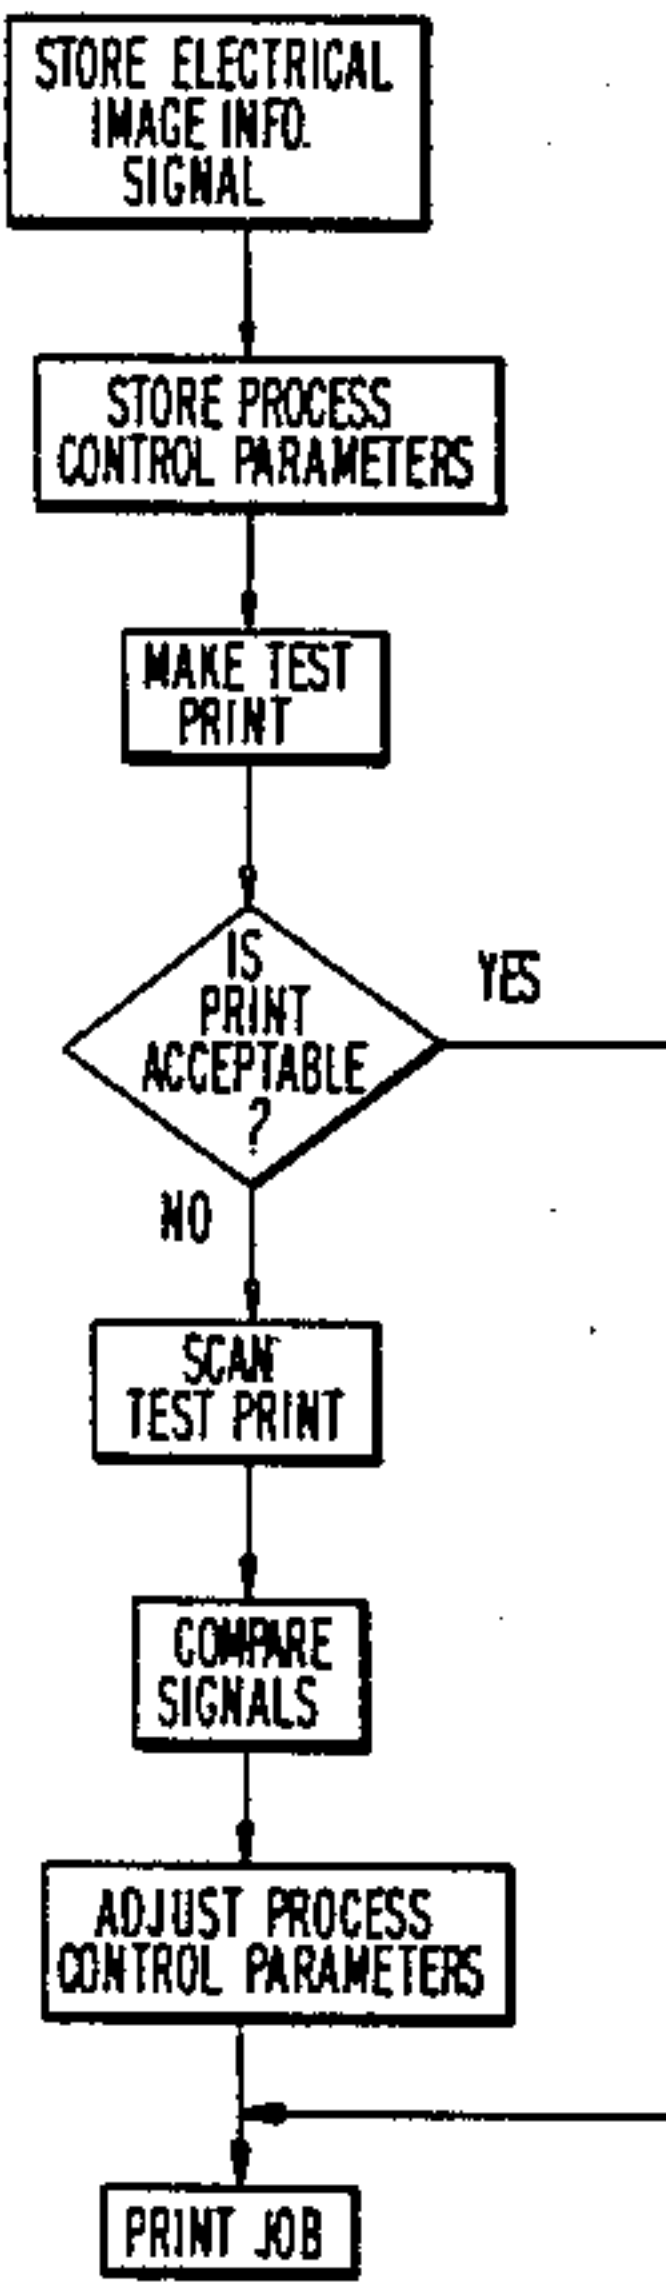 STORE ELECTRICAL
IMAGE INFO.
SIGNAL
STORE PROCESS
CONTROL PARAMETERS
MAKE TEST
PRINT
IS
PRINT
ACCEPTABLE
?
YES
NO
SCAN
TEST PRINT
COMPARE
SIGNALS
ADJUST PROCESS
CONTROL PARAMETERS
PRINT JOB